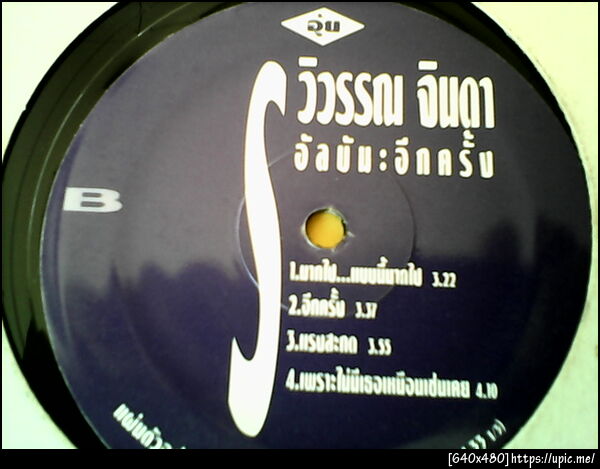 อุ๋ย
วิวรรณ จินดา
อัลบัม:อีกครั้ง
B
1.มากไป...แบบนี้มากไป 3.22
2.อีกครั้ง 3.37
3.แรมสะกด 3.55
4.เพราะไม่มีเธอเหมือนเช่นเคย 4.10
[640x480]https://upic.me/